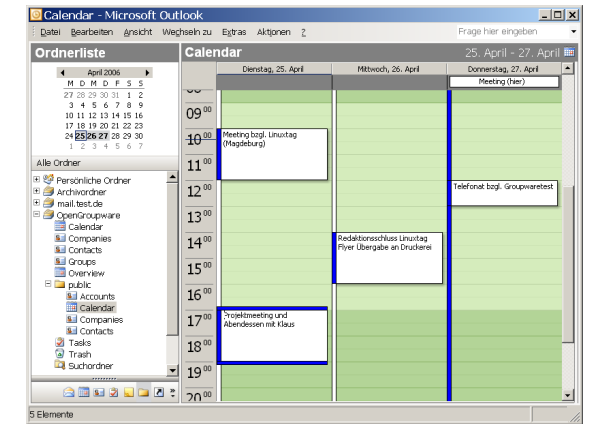 Calendar - Microsoft Outlook
Datei Bearbeiten Ansicht Wechseln zu Extras Aktionen ?
Frage hier eingeben
Ordnerliste
Calendar
25. April - 27. April
April 2006
M D M D F S S
27 28 29 30 31 1 2
3 4 5 6 7 8 9
10 11 12 13 14 15 16
17 18 19 20 21 22 23
24 25 26 27 28 29 30
1 2 3 4 5 6 7
Alle Ordner
Persönliche Ordner
Archivordner
mail.test.de
OpenGroupware
Calendar
Companies
Contacts
Groups
Overview
public
Accounts
Calendar
Companies
Contacts
Tasks
Trash
Suchordner
Dienstag, 25. April
Mittwoch, 26. April
Donnerstag, 27. April
Meeting (hier)
09 00
10 00
Meeting bzgl. Linuxtag
(Magdeburg)
11 00
12 00
Telefonat bzgl. Groupwaretest
13 00
14 00
Redaktionsschluss Linuxtag
Flyer Übergabe an Druckerei
15 00
16 00
17 00
Projektmeeting und
Abendessen mit Klaus
18 00
19 00
20 00
5 Elemente